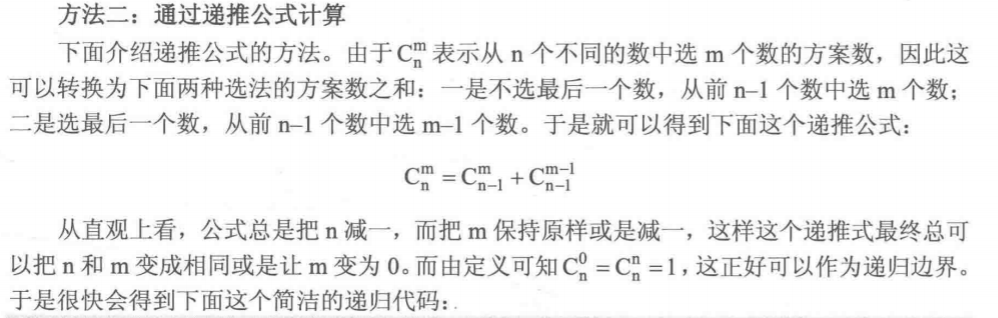 方法二：通过递推公式计算
下面介绍递推公式的方法。由于 C_n^m 表示从 n 个不同的数中选 m 个数的方案数，因此这
可以转换为下面两种选法的方案数之和：一是不选最后一个数，从前 n–1 个数中选 m 个数；
二是选最后一个数，从前 n–1 个数中选 m–1 个数。于是就可以得到下面这个递推公式：
C_n^m = C_{n–1}^m + C_{n–1}^{m–1}
从直观上看，公式总是把 n 减一，而把 m 保持原样或是减一，这样这个递推式最终总可
以把 n 和 m 变成相同或是让 m 变为 0。而由定义可知 C_n^0 = C_n^n = 1，这正好可以作为递归边界。
于是很快会得到下面这个简洁的递归代码：